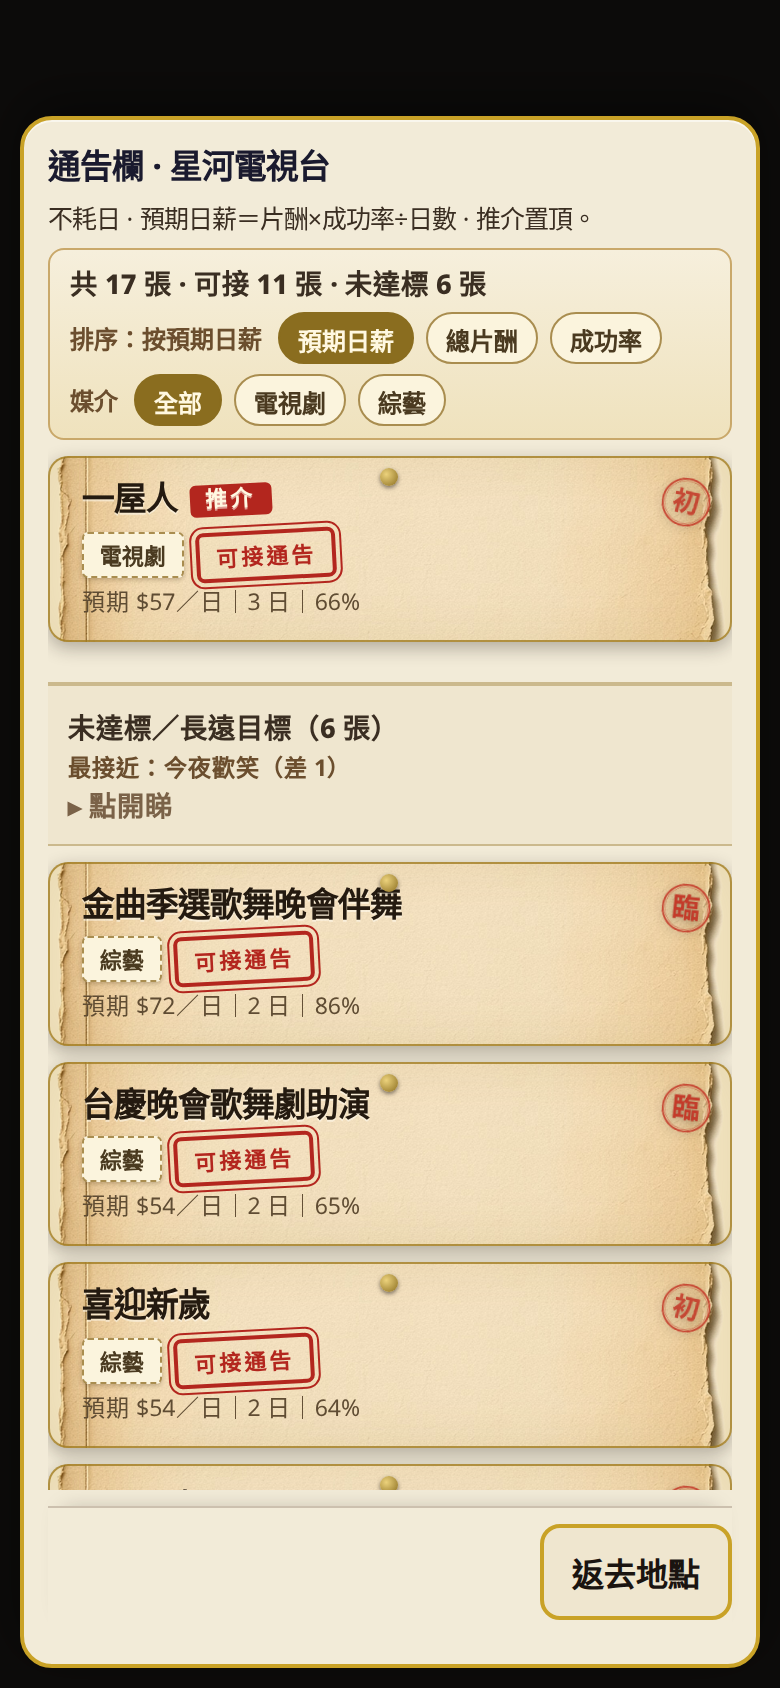 通告欄 · 星河電視台
不耗日 · 預期日薪＝片酬×成功率÷日數 · 推介置頂。
共 17 張 · 可接 11 張 · 未達標 6 張
排序：按預期日薪 預期日薪 總片酬 成功率
媒介 全部 電視劇 綜藝
一屋人 推介 初
電視劇 可接通告
預期 $57／日｜3 日｜66%
未達標／長遠目標（6 張）
最接近：今夜歡笑（差 1）
▸ 點開睇
金曲季選歌舞晚會伴舞 臨
綜藝 可接通告
預期 $72／日｜2 日｜86%
台慶晚會歌舞劇助演 臨
綜藝 可接通告
預期 $54／日｜2 日｜65%
喜迎新歲 初
綜藝 可接通告
預期 $54／日｜2 日｜64%
返去地點